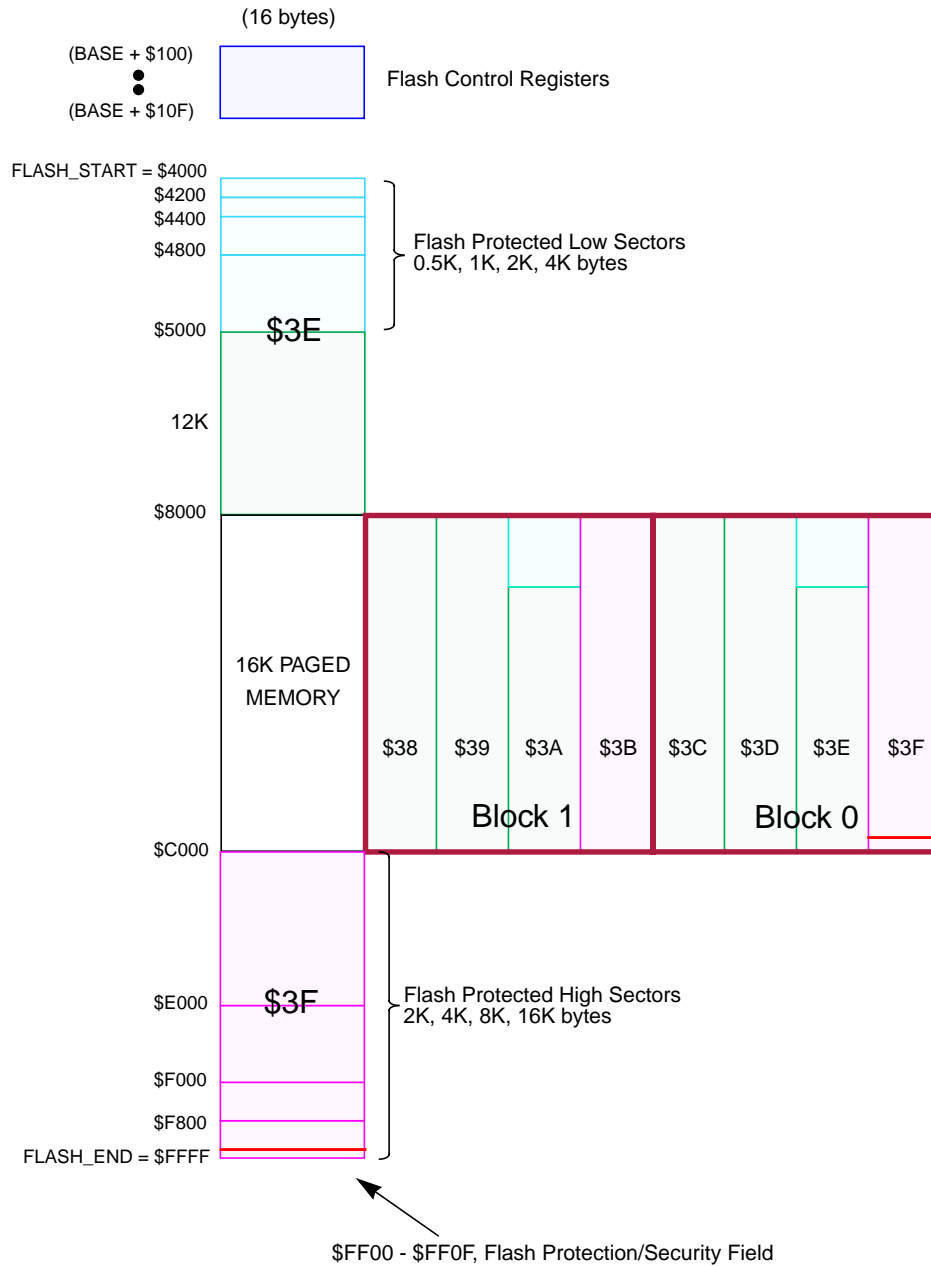 (16 bytes)
(BASE + $100)
Flash Control Registers
(BASE + $10F)
FLASH_START = $4000
$4200
$4400
$4800
Flash Protected Low Sectors
0.5K, 1K, 2K, 4K bytes
$5000
$3E
12K
$8000
16K PAGED
MEMORY
$38 $39 $3A $3B $3C $3D $3E $3F
Block 1 Block 0
$C000
$E000
$3F
Flash Protected High Sectors
2K, 4K, 8K, 16K bytes
$F000
$F800
FLASH_END = $FFFF
$FF00 - $FF0F, Flash Protection/Security Field